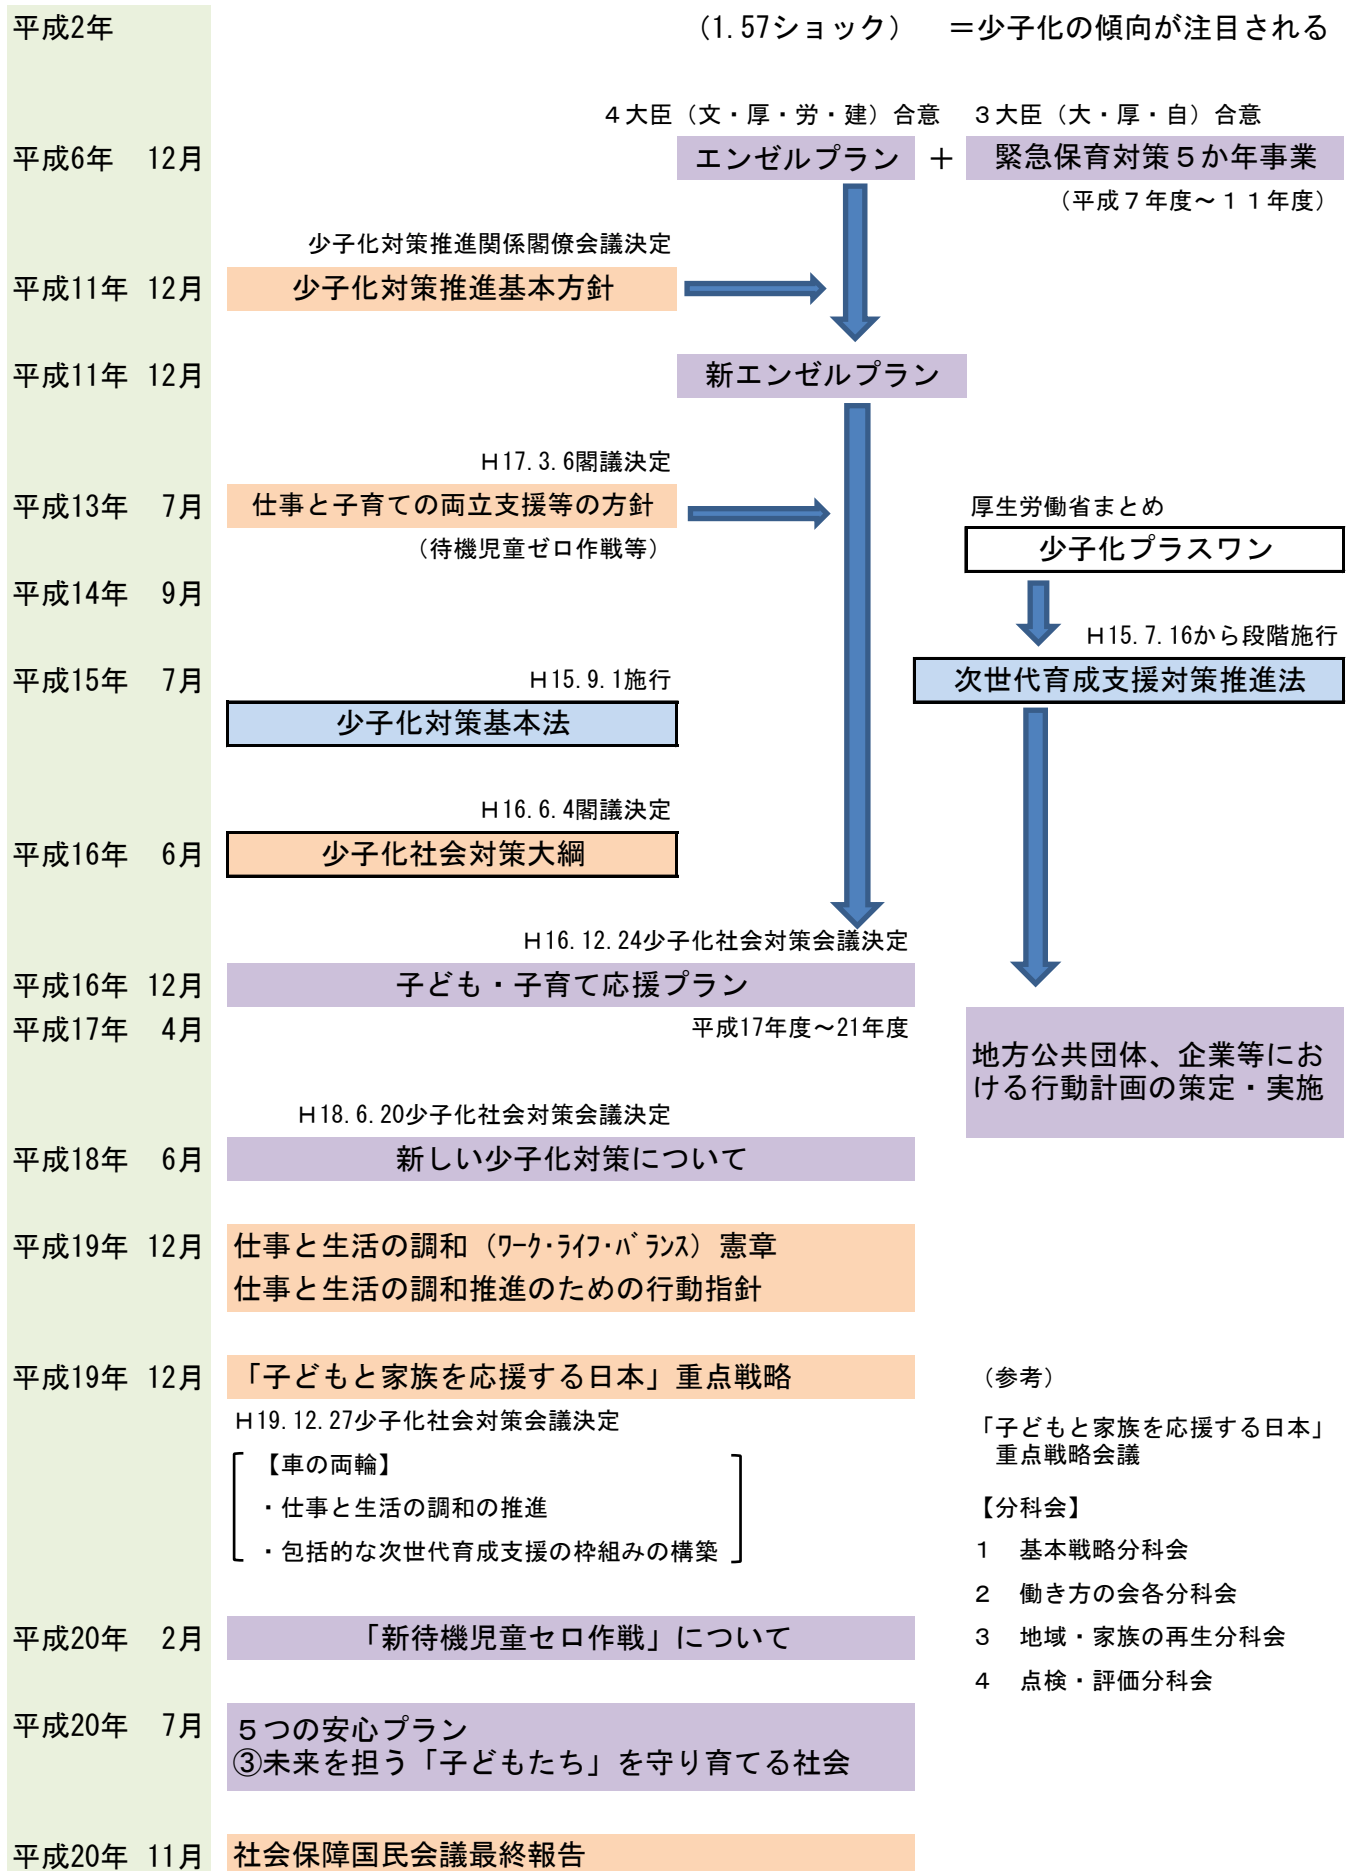 平成2年 （1.57ショック） ＝少子化の傾向が注目される
４大臣（文・厚・労・建）合意 ３大臣（大・厚・自）合意
平成6年 12月 エンゼルプラン ＋ 緊急保育対策５か年事業
（平成７年度～１１年度）
少子化対策推進関係閣僚会議決定
平成11年 12月 少子化対策推進基本方針
平成11年 12月 新エンゼルプラン
Ｈ17.3.6閣議決定
平成13年 7月 仕事と子育ての両立支援等の方針 厚生労働省まとめ
（待機児童ゼロ作戦等） 少子化プラスワン
平成14年 9月
Ｈ15.7.16から段階施行
平成15年 7月 Ｈ15.9.1施行 次世代育成支援対策推進法
少子化対策基本法
Ｈ16.6.4閣議決定
平成16年 6月 少子化社会対策大綱
Ｈ16.12.24少子化社会対策会議決定
平成16年 12月 子ども・子育て応援プラン
平成17年 4月 平成17年度～21年度
地方公共団体、企業等にお
ける行動計画の策定・実施
Ｈ18.6.20少子化社会対策会議決定
平成18年 6月 新しい少子化対策について
平成19年 12月 仕事と生活の調和（ﾜｰｸ･ﾗｲﾌ･ﾊﾞﾗﾝｽ）憲章
仕事と生活の調和推進のための行動指針
平成19年 12月 「子どもと家族を応援する日本」重点戦略
Ｈ19.12.27少子化社会対策会議決定
【車の両輪】
・仕事と生活の調和の推進
・包括的な次世代育成支援の枠組みの構築
（参考）
「子どもと家族を応援する日本」
重点戦略会議
【分科会】
１ 基本戦略分科会
２ 働き方の会各分科会
３ 地域・家族の再生分科会
４ 点検・評価分科会
平成20年 2月 「新待機児童セロ作戦」について
平成20年 7月 ５つの安心プラン
③未来を担う「子どもたち」を守り育てる社会
平成20年 11月 社会保障国民会議最終報告